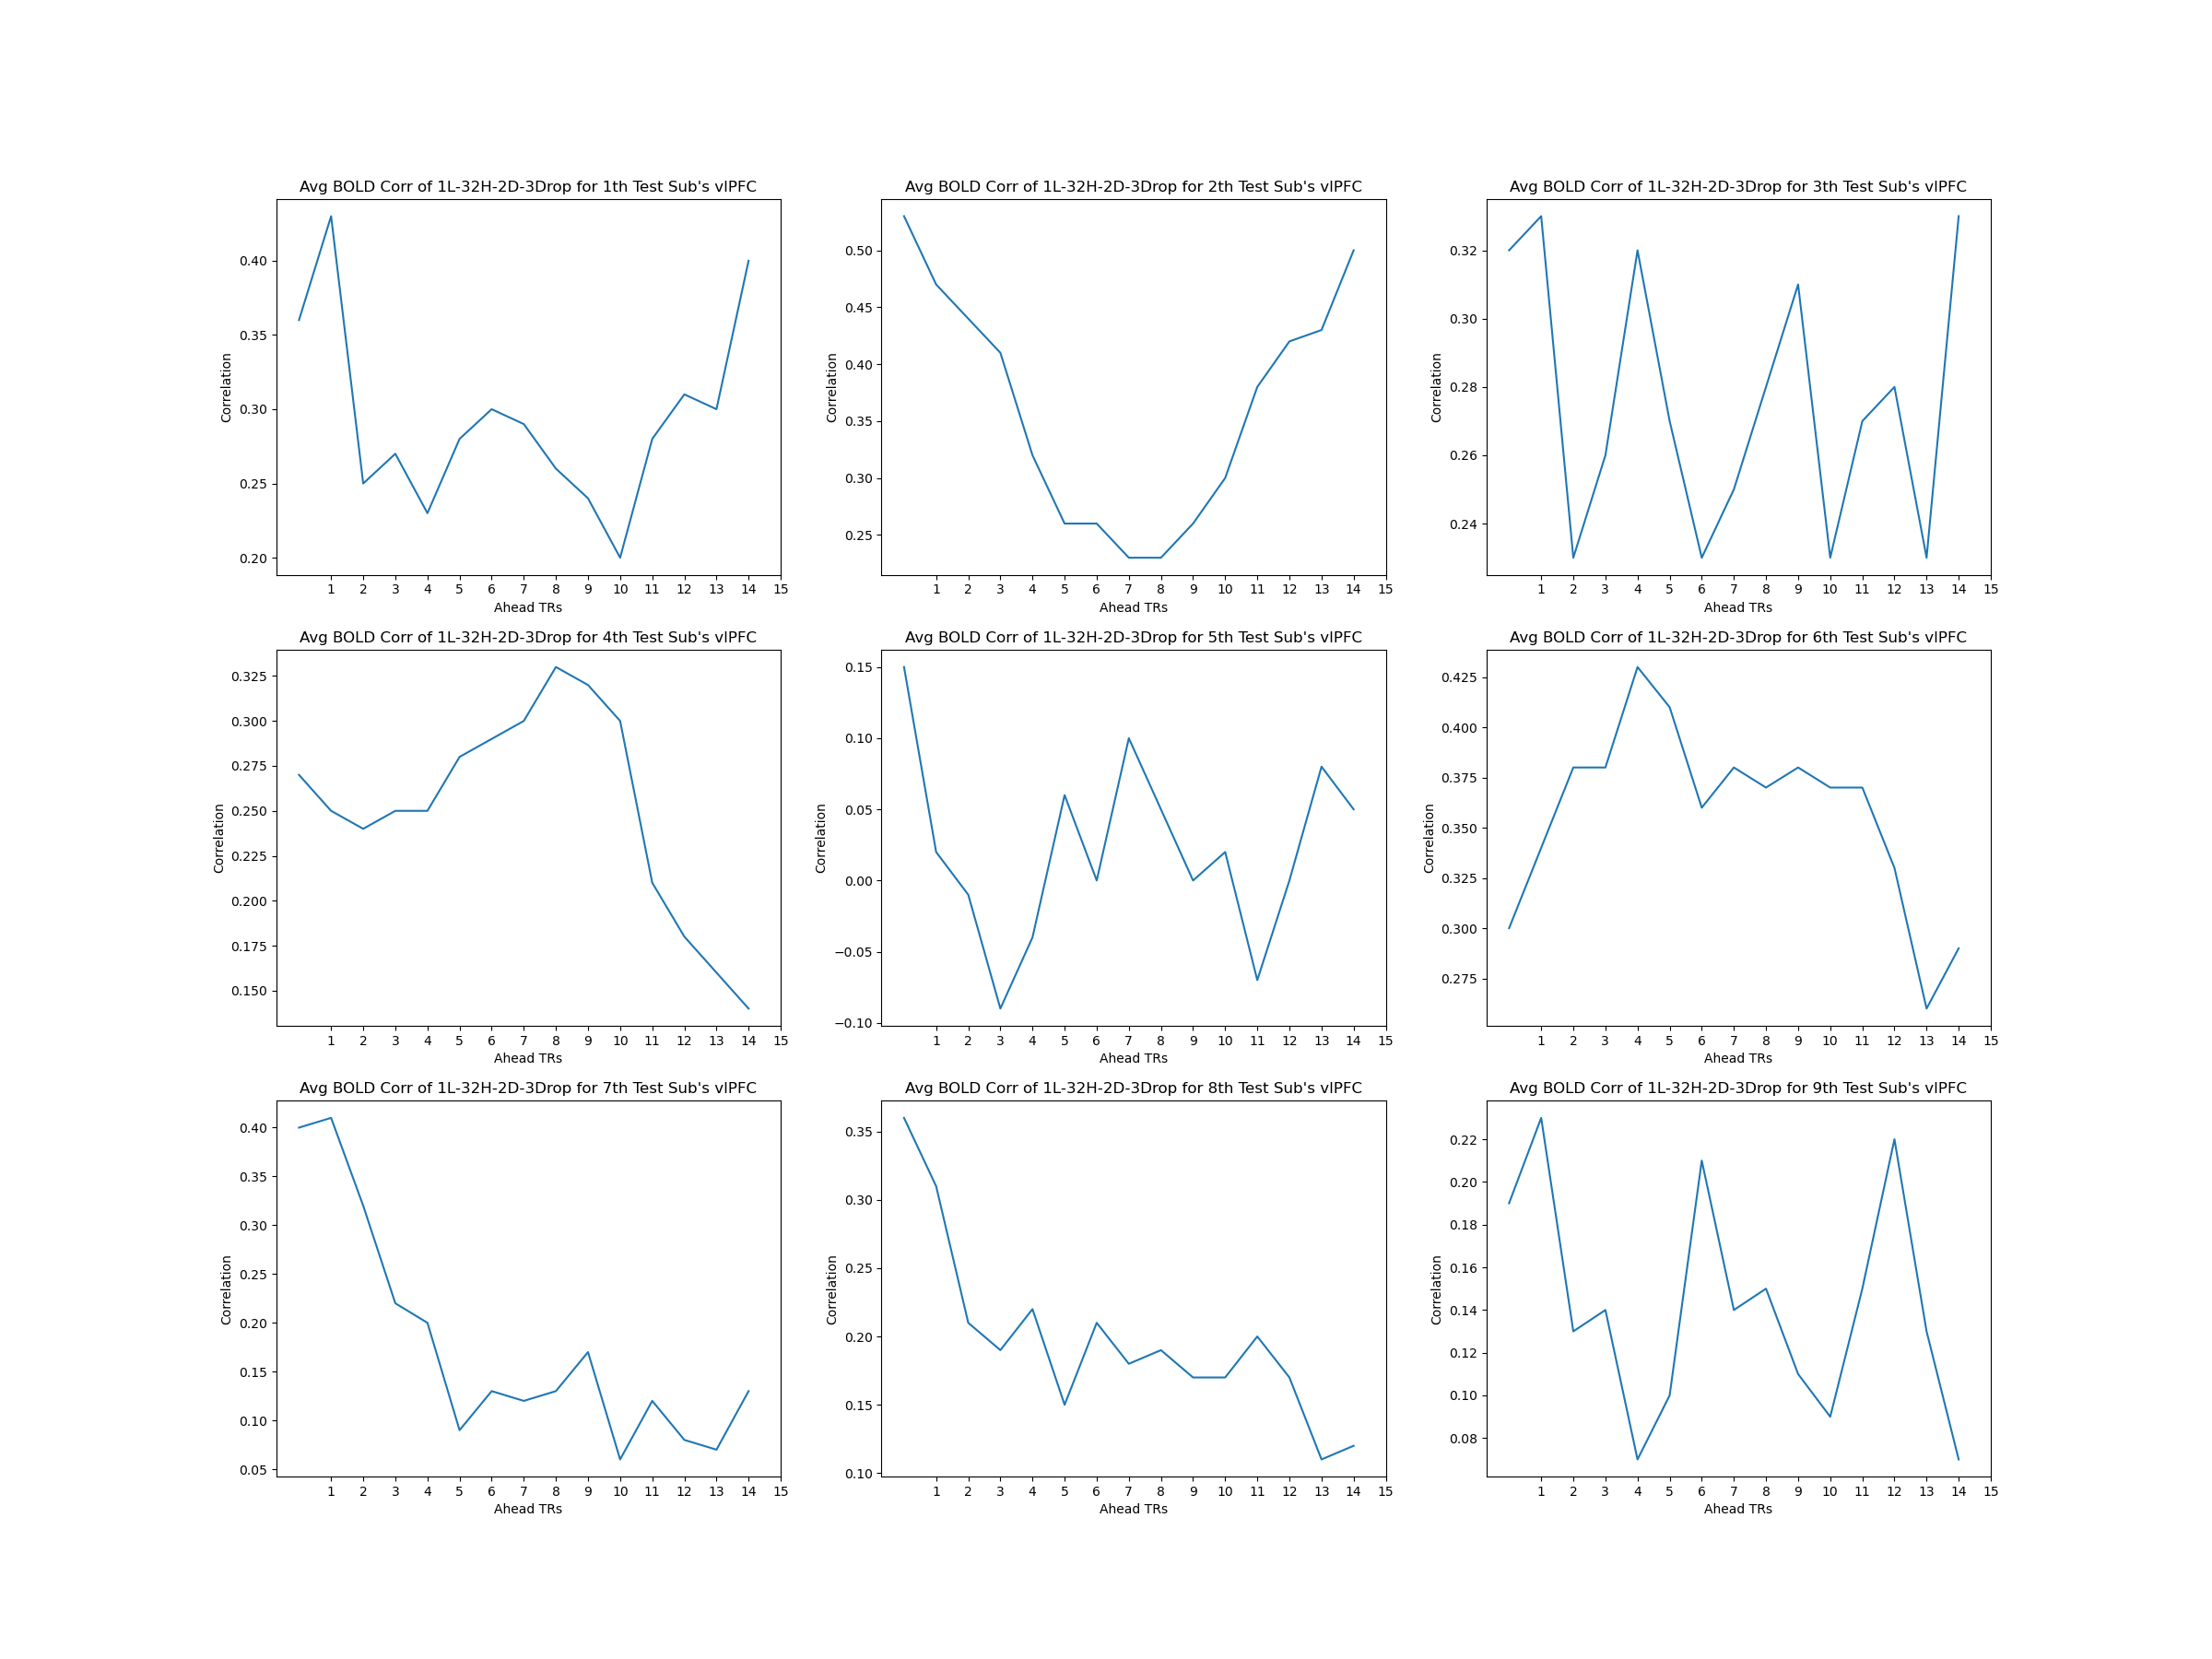 Avg BOLD Corr of 1L-32H-2D-3Drop for 1th Test Sub's vlPFC
Correlation
0.40
0.35
0.30
0.25
0.20
1 2 3 4 5 6 7 8 9 10 11 12 13 14 15
Ahead TRs
Avg BOLD Corr of 1L-32H-2D-3Drop for 2th Test Sub's vlPFC
Correlation
0.50
0.45
0.40
0.35
0.30
0.25
1 2 3 4 5 6 7 8 9 10 11 12 13 14 15
Ahead TRs
Avg BOLD Corr of 1L-32H-2D-3Drop for 3th Test Sub's vlPFC
Correlation
0.32
0.30
0.28
0.26
0.24
1 2 3 4 5 6 7 8 9 10 11 12 13 14 15
Ahead TRs
Avg BOLD Corr of 1L-32H-2D-3Drop for 4th Test Sub's vlPFC
Correlation
0.325
0.300
0.275
0.250
0.225
0.200
0.175
0.150
1 2 3 4 5 6 7 8 9 10 11 12 13 14 15
Ahead TRs
Avg BOLD Corr of 1L-32H-2D-3Drop for 5th Test Sub's vlPFC
Correlation
0.15
0.10
0.05
0.00
−0.05
−0.10
1 2 3 4 5 6 7 8 9 10 11 12 13 14 15
Ahead TRs
Avg BOLD Corr of 1L-32H-2D-3Drop for 6th Test Sub's vlPFC
Correlation
0.425
0.400
0.375
0.350
0.325
0.300
0.275
1 2 3 4 5 6 7 8 9 10 11 12 13 14 15
Ahead TRs
Avg BOLD Corr of 1L-32H-2D-3Drop for 7th Test Sub's vlPFC
Correlation
0.40
0.35
0.30
0.25
0.20
0.15
0.10
0.05
1 2 3 4 5 6 7 8 9 10 11 12 13 14 15
Ahead TRs
Avg BOLD Corr of 1L-32H-2D-3Drop for 8th Test Sub's vlPFC
Correlation
0.35
0.30
0.25
0.20
0.15
0.10
1 2 3 4 5 6 7 8 9 10 11 12 13 14 15
Ahead TRs
Avg BOLD Corr of 1L-32H-2D-3Drop for 9th Test Sub's vlPFC
Correlation
0.22
0.20
0.18
0.16
0.14
0.12
0.10
0.08
1 2 3 4 5 6 7 8 9 10 11 12 13 14 15
Ahead TRs